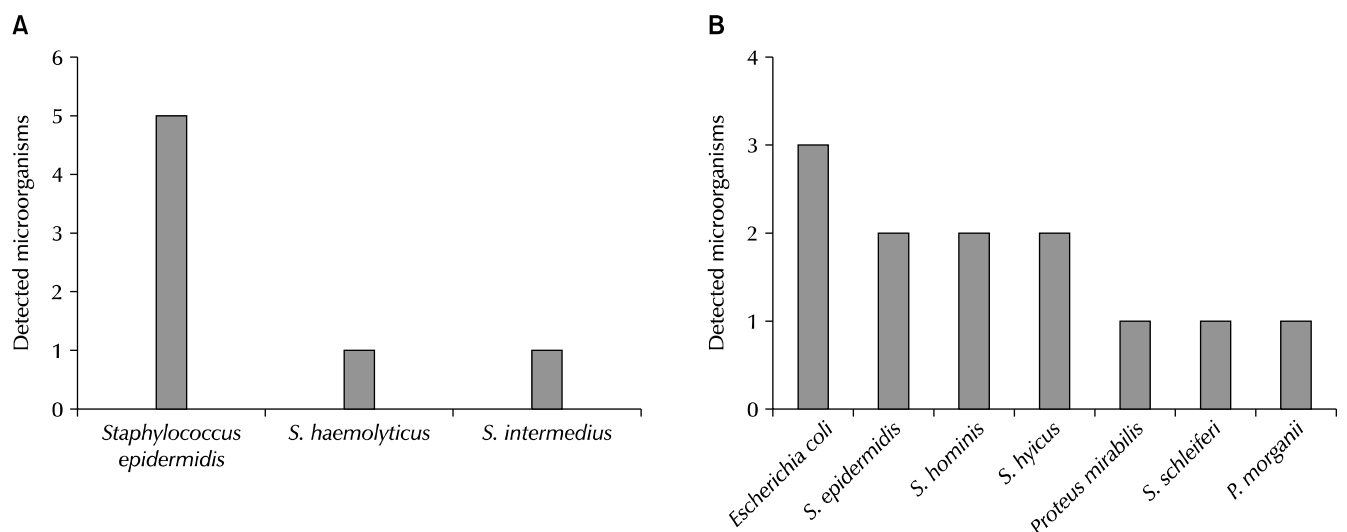 A
B
Detected microorganisms
6
5
4
3
2
1
0
Staphylococcus
epidermidis
S. haemolyticus
S. intermedius
Detected microorganisms
4
3
2
1
0
Escherichia coli
S. epidermidis
S. hominis
S. hyicus
Proteus mirabilis
S. schleiferi
P. morganii